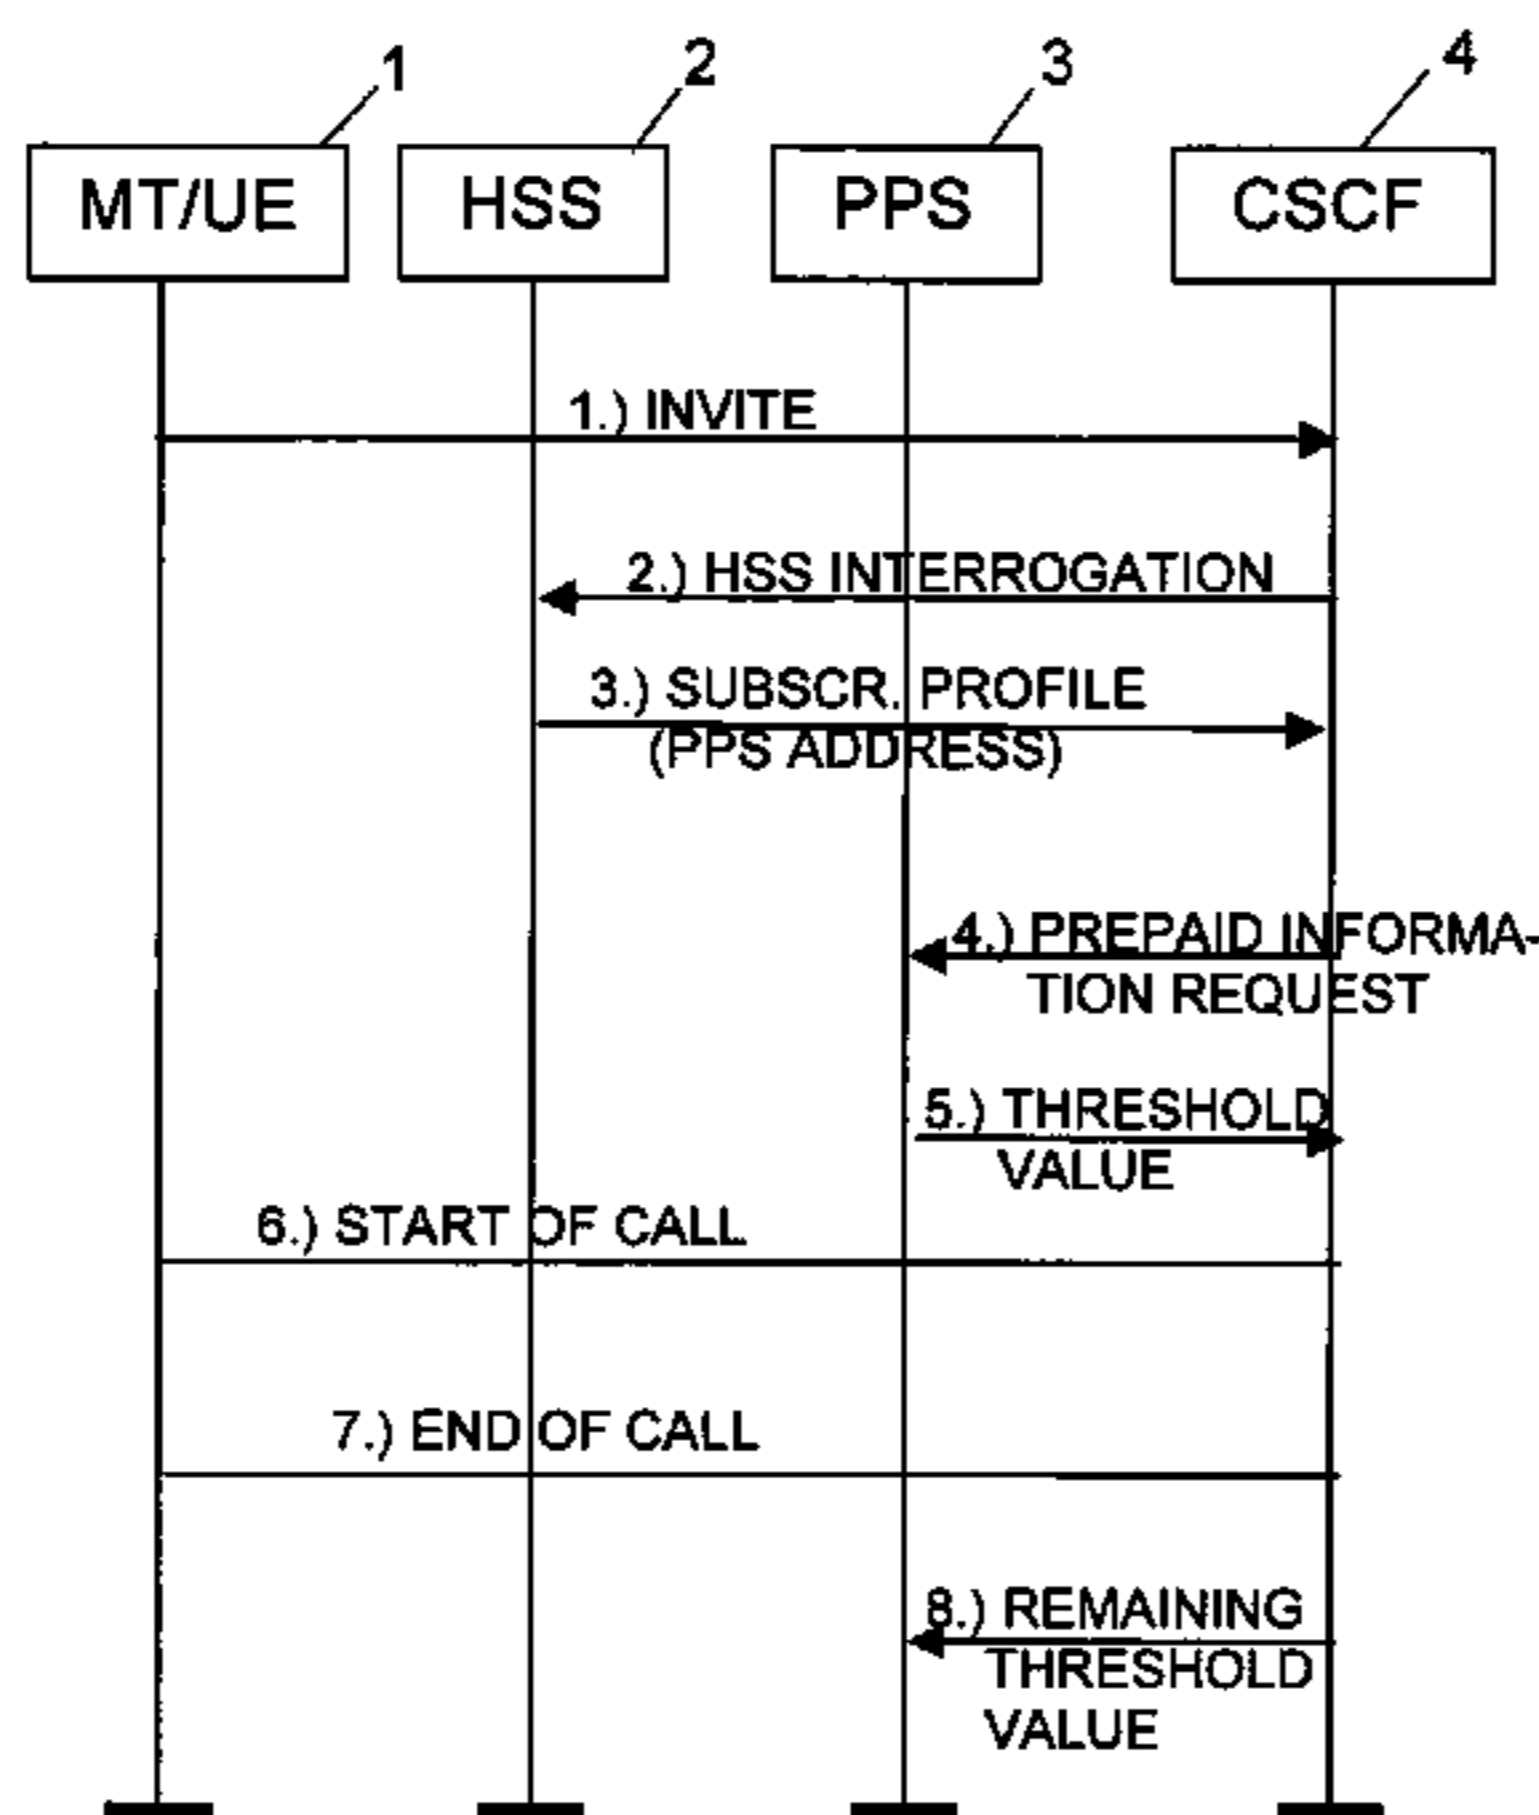 1 2 3 4
MT/UE HSS PPS CSCF
1.) INVITE
2.) HSS INTERROGATION
3.) SUBSCR. PROFILE
(PPS ADDRESS)
4.) PREPAID INFORMA-
TION REQUEST
5.) THRESHOLD
VALUE
6.) START OF CALL
7.) END OF CALL
8.) REMAINING
THRESHOLD
VALUE